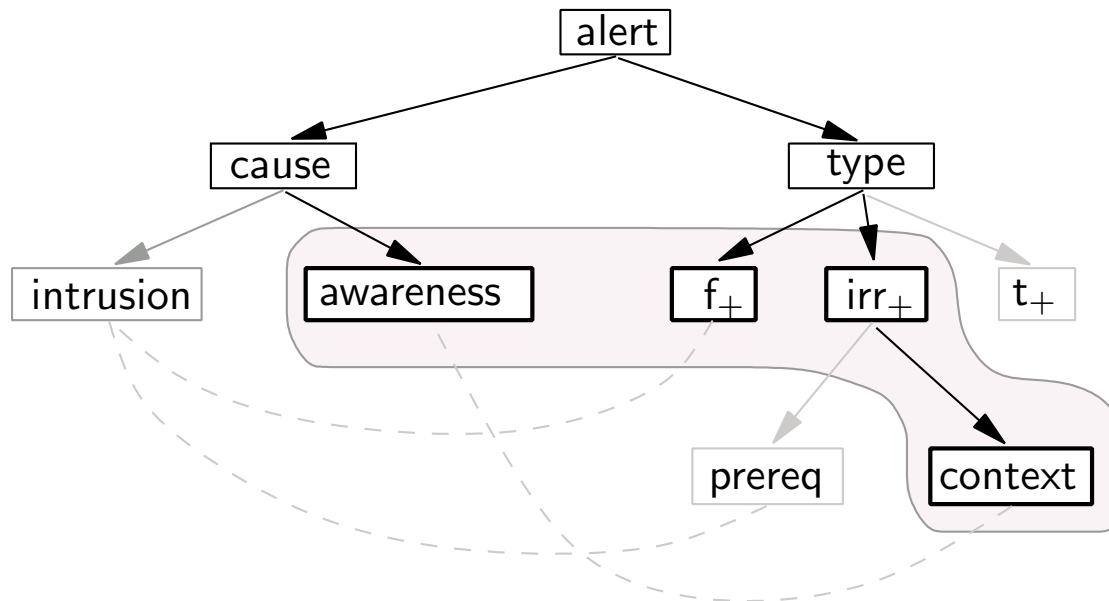 alert
cause
type
intrusion
awareness
f₊
irr₊
t₊
prereq
context